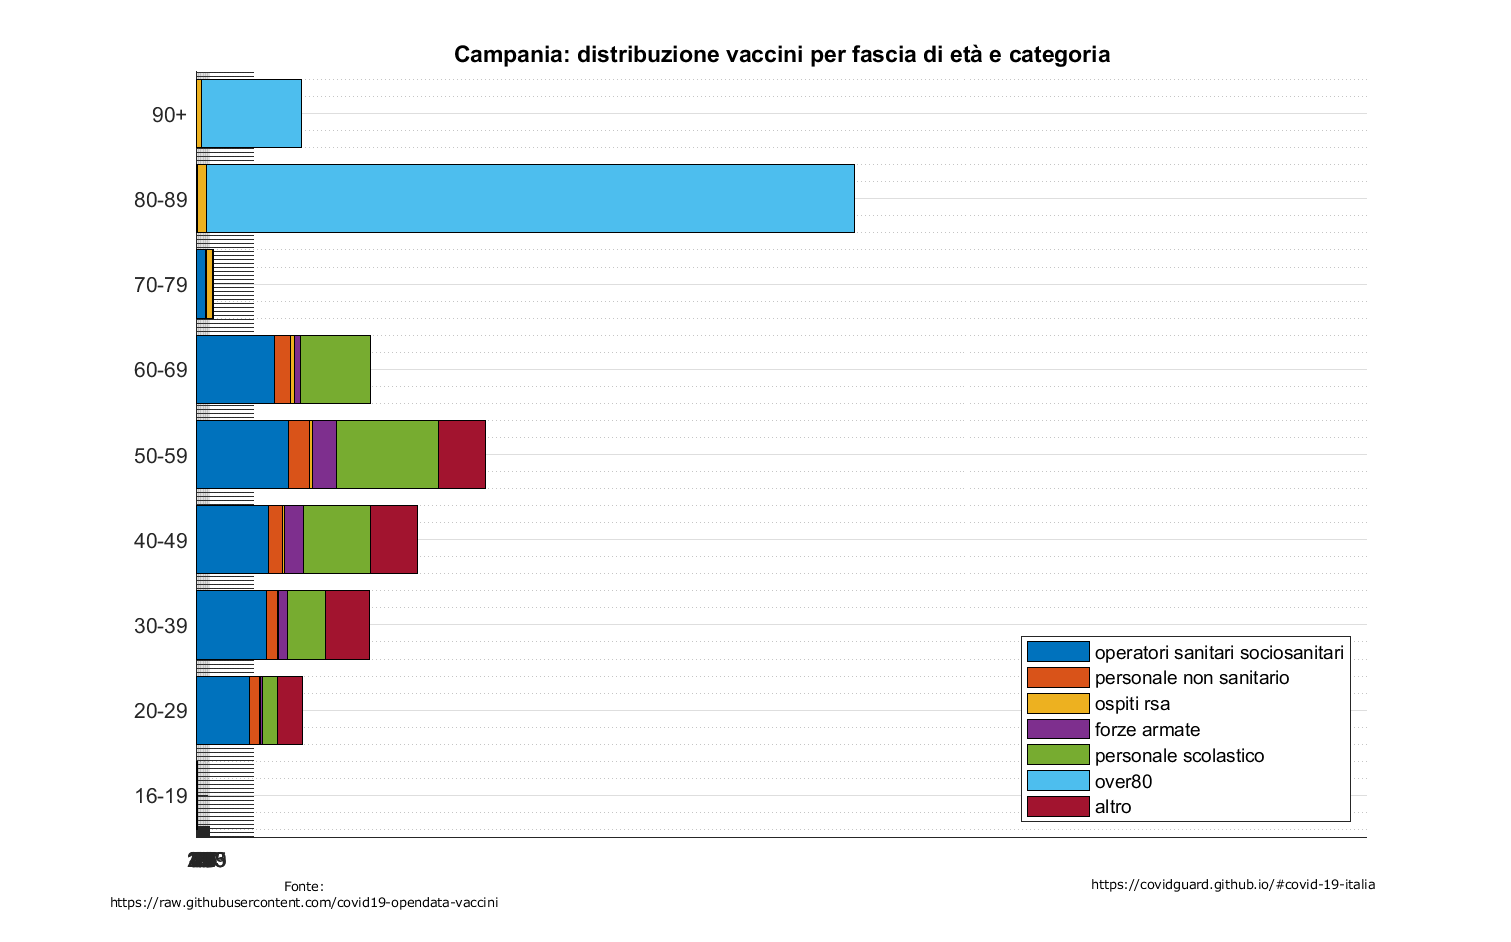 Campania: distribuzione vaccini per fascia di età e categoria
90+
80-89
70-79
60-69
50-59
40-49
30-39
20-29
16-19
operatori sanitari sociosanitari
personale non sanitario
ospiti rsa
forze armate
personale scolastico
over80
altro
Fonte:
https://raw.githubusercontent.com/covid19-opendata-vaccini
https://covidguard.github.io/#covid-19-italia